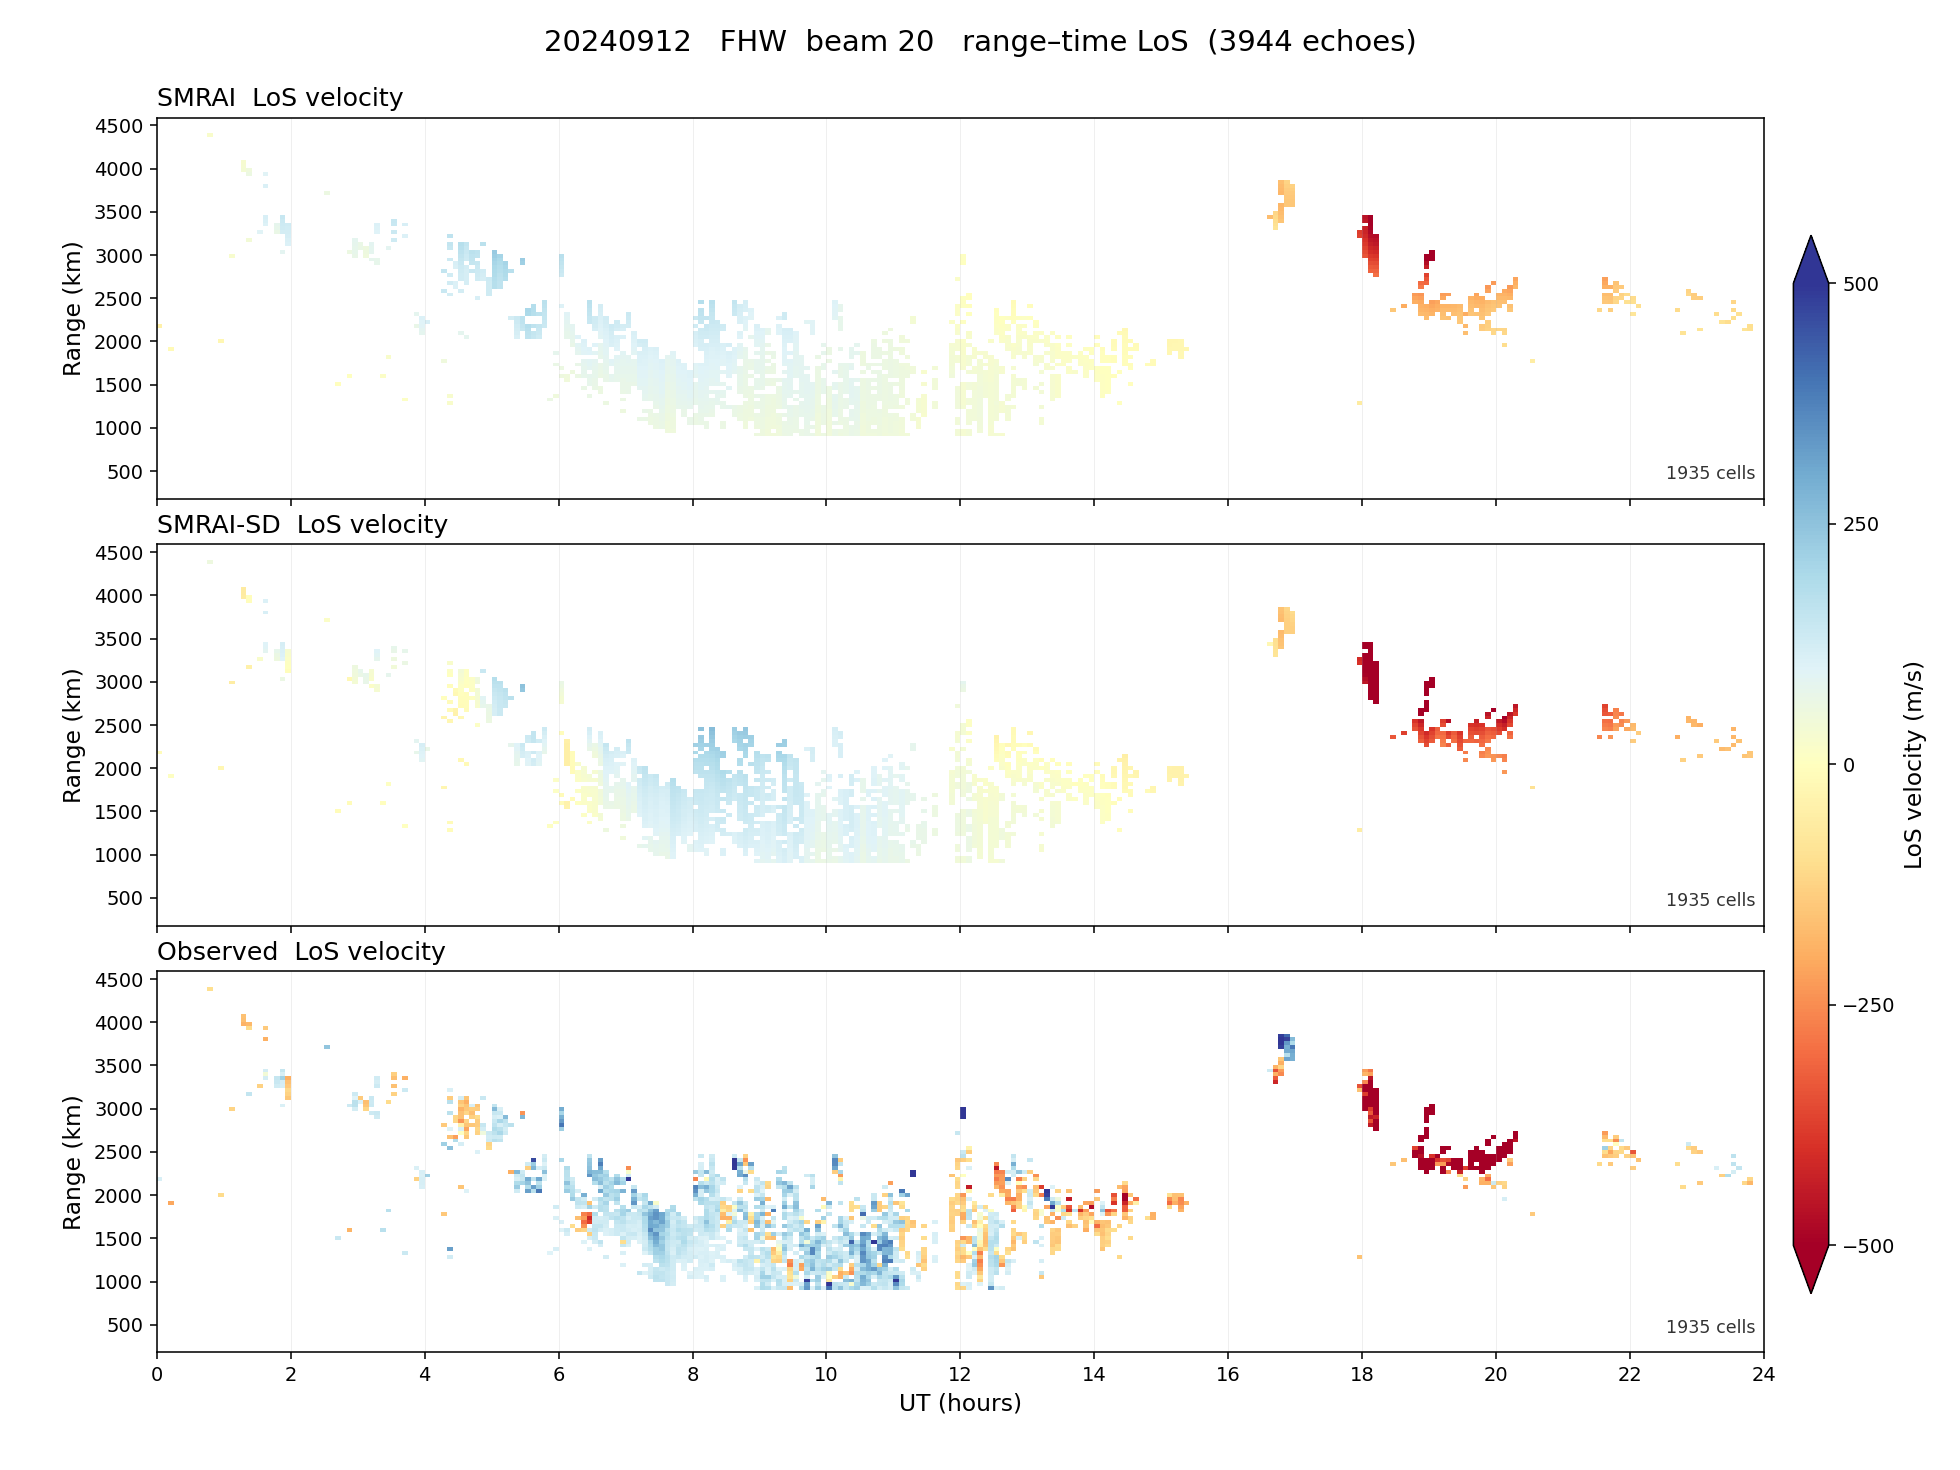 20240912   FHW  beam 20   range–time LoS  (3944 echoes)
SMRAI  LoS velocity
4500
4000
3500
3000
2500
2000
1500
1000
500
Range (km)
1935 cells
SMRAI-SD  LoS velocity
4500
4000
3500
3000
2500
2000
1500
1000
500
Range (km)
1935 cells
Observed  LoS velocity
4500
4000
3500
3000
2500
2000
1500
1000
500
Range (km)
1935 cells
0 2 4 6 8 10 12 14 16 18 20 22 24
UT (hours)
500
250
0
−250
−500
LoS velocity (m/s)